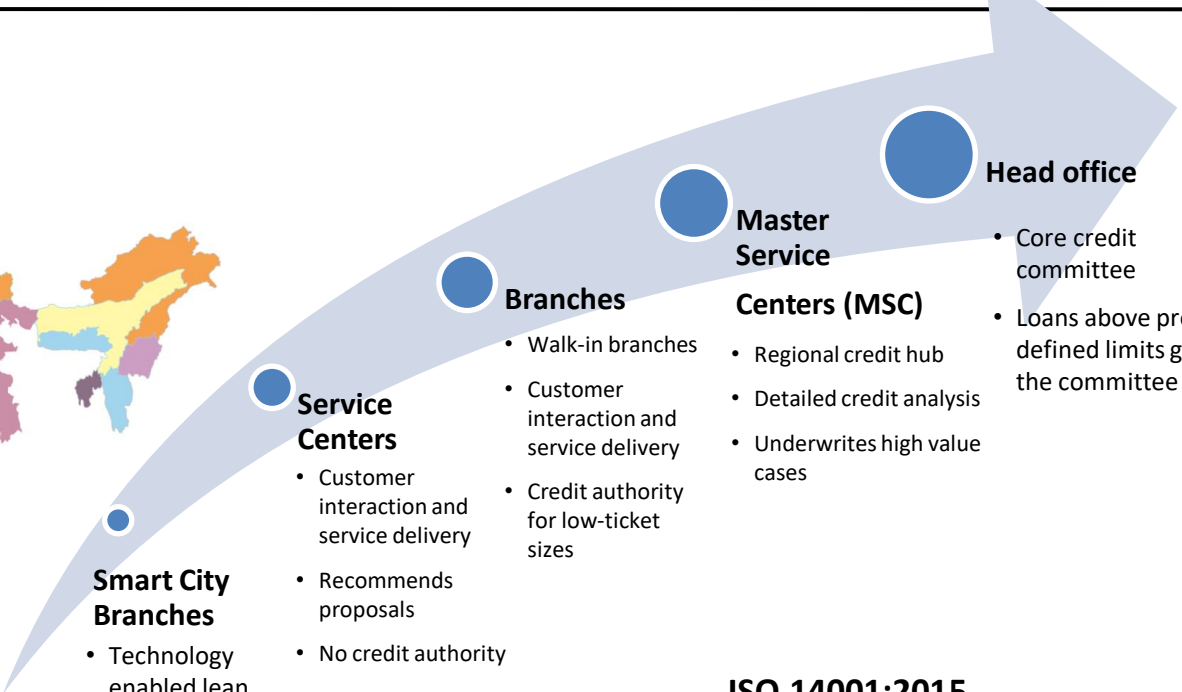 Head office
• Core credit
committee
• Loans above pre
defined limits g
the committee
Master
Service
Centers (MSC)
• Regional credit hub
• Detailed credit analysis
• Underwrites high value
cases
Branches
• Walk-in branches
• Customer
interaction and
service delivery
• Credit authority
for low-ticket
sizes
Service
Centers
• Customer
interaction and
service delivery
• Recommends
proposals
• No credit authority
Smart City
Branches
• Technology
enabled lean
ISO 14001:2015